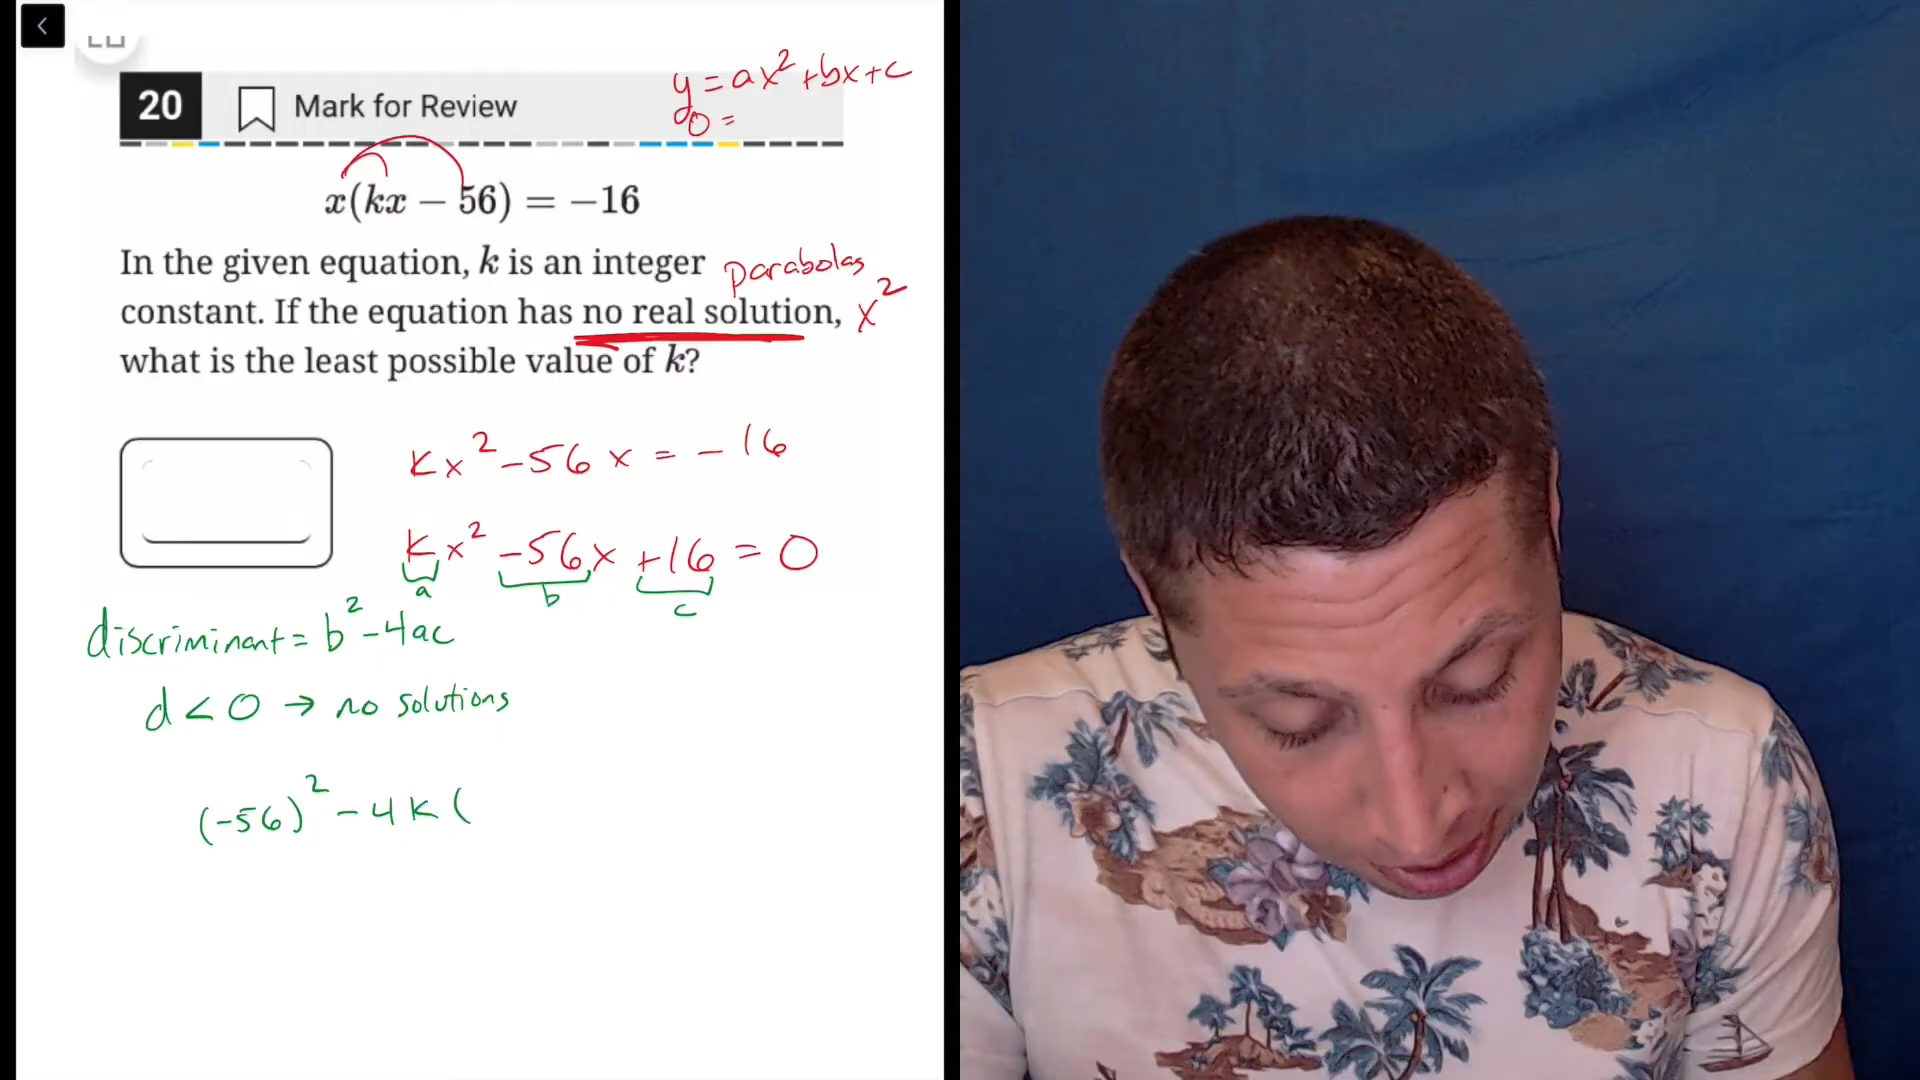 y = ax² + bx + c
0 =
20 Mark for Review
x(kx − 56) = −16
In the given equation, k is an integer
parabolas
constant. If the equation has no real solution,
x²
what is the least possible value of k?
kx² - 56x = - 16
kx² - 56x + 16 = 0
a b c
discriminant = b² - 4ac
d < 0 → no solutions
(-56)² - 4k (